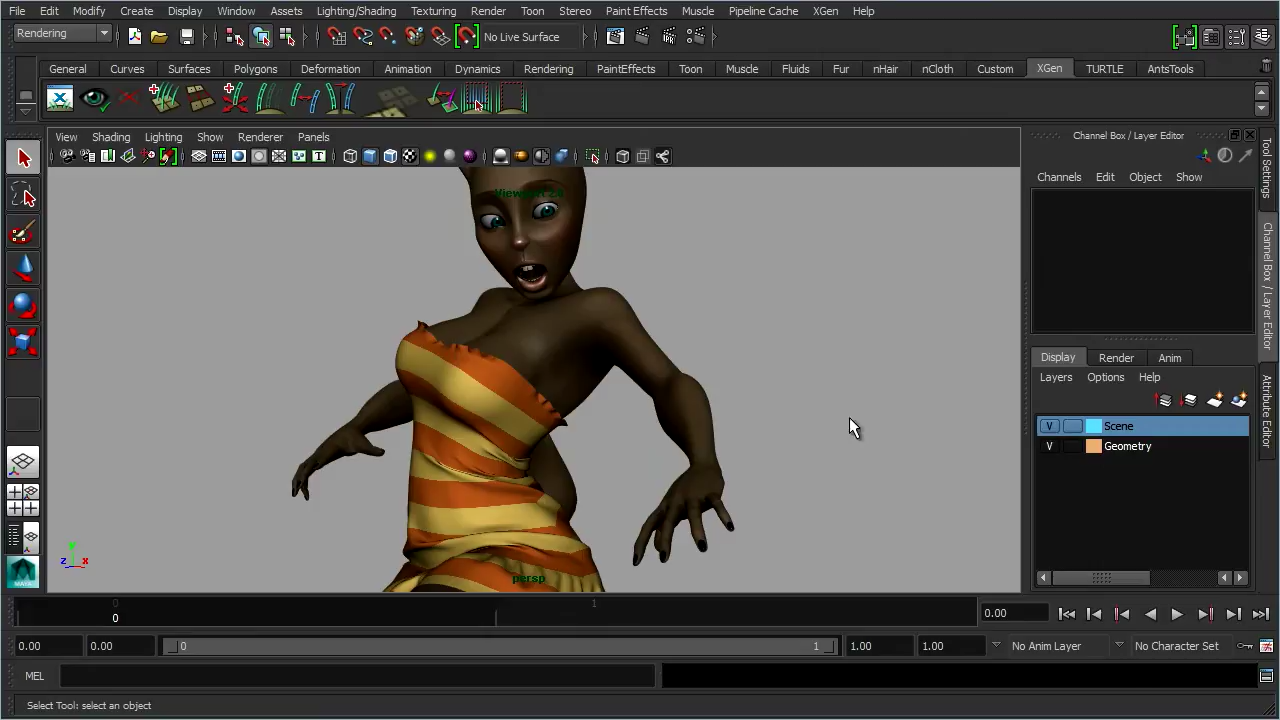 File Edit Modify Create Display Window Assets Lighting/Shading Texturing Render Toon Stereo Paint Effects Muscle Pipeline Cache XGen Help
Rendering No Live Surface
General Curves Surfaces Polygons Deformation Animation Dynamics Rendering PaintEffects Toon Muscle Fluids Fur nHair nCloth Custom XGen TURTLE AntsTools
View Shading Lighting Show Renderer Panels
Channel Box / Layer Editor
Channels Edit Object Show
Tool Settings
Channel Box / Layer Editor
Attribute Editor
Display Render Anim
Layers Options Help
V Scene
V Geometry
persp
y
z x
0 1
0
0.00
0.00 0.00 0 1 1.00 1.00 No Anim Layer No Character Set
MEL
Select Tool: select an object